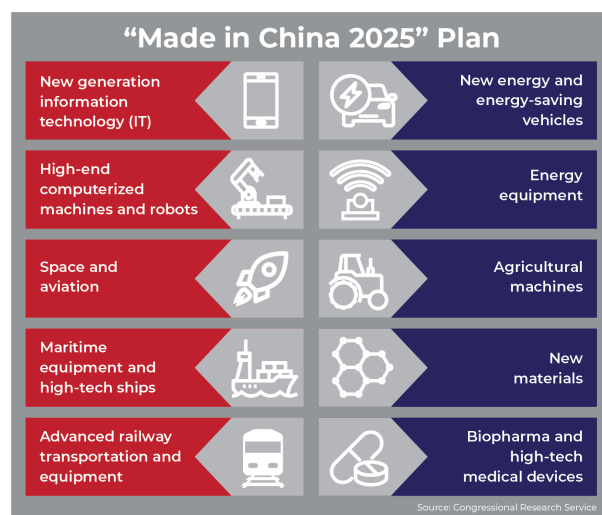 “Made in China 2025” Plan
New generation
information
technology (IT)
New energy and
energy-saving
vehicles
High-end
computerized
machines and robots
Energy
equipment
Space and
aviation
Agricultural
machines
Maritime
equipment and
high-tech ships
New
materials
Advanced railway
transportation and
equipment
Biopharma and
high-tech
medical devices
Source: Congressional Research Service